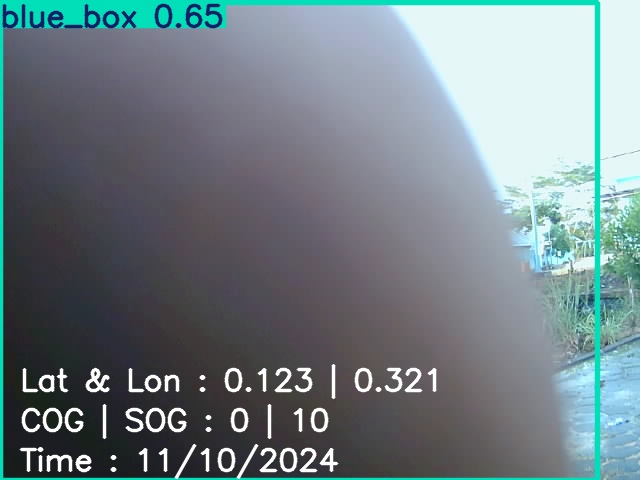 blue_box 0.65
Lat & Lon : 0.123 | 0.321
COG | SOG : 0 | 10
Time : 11/10/2024